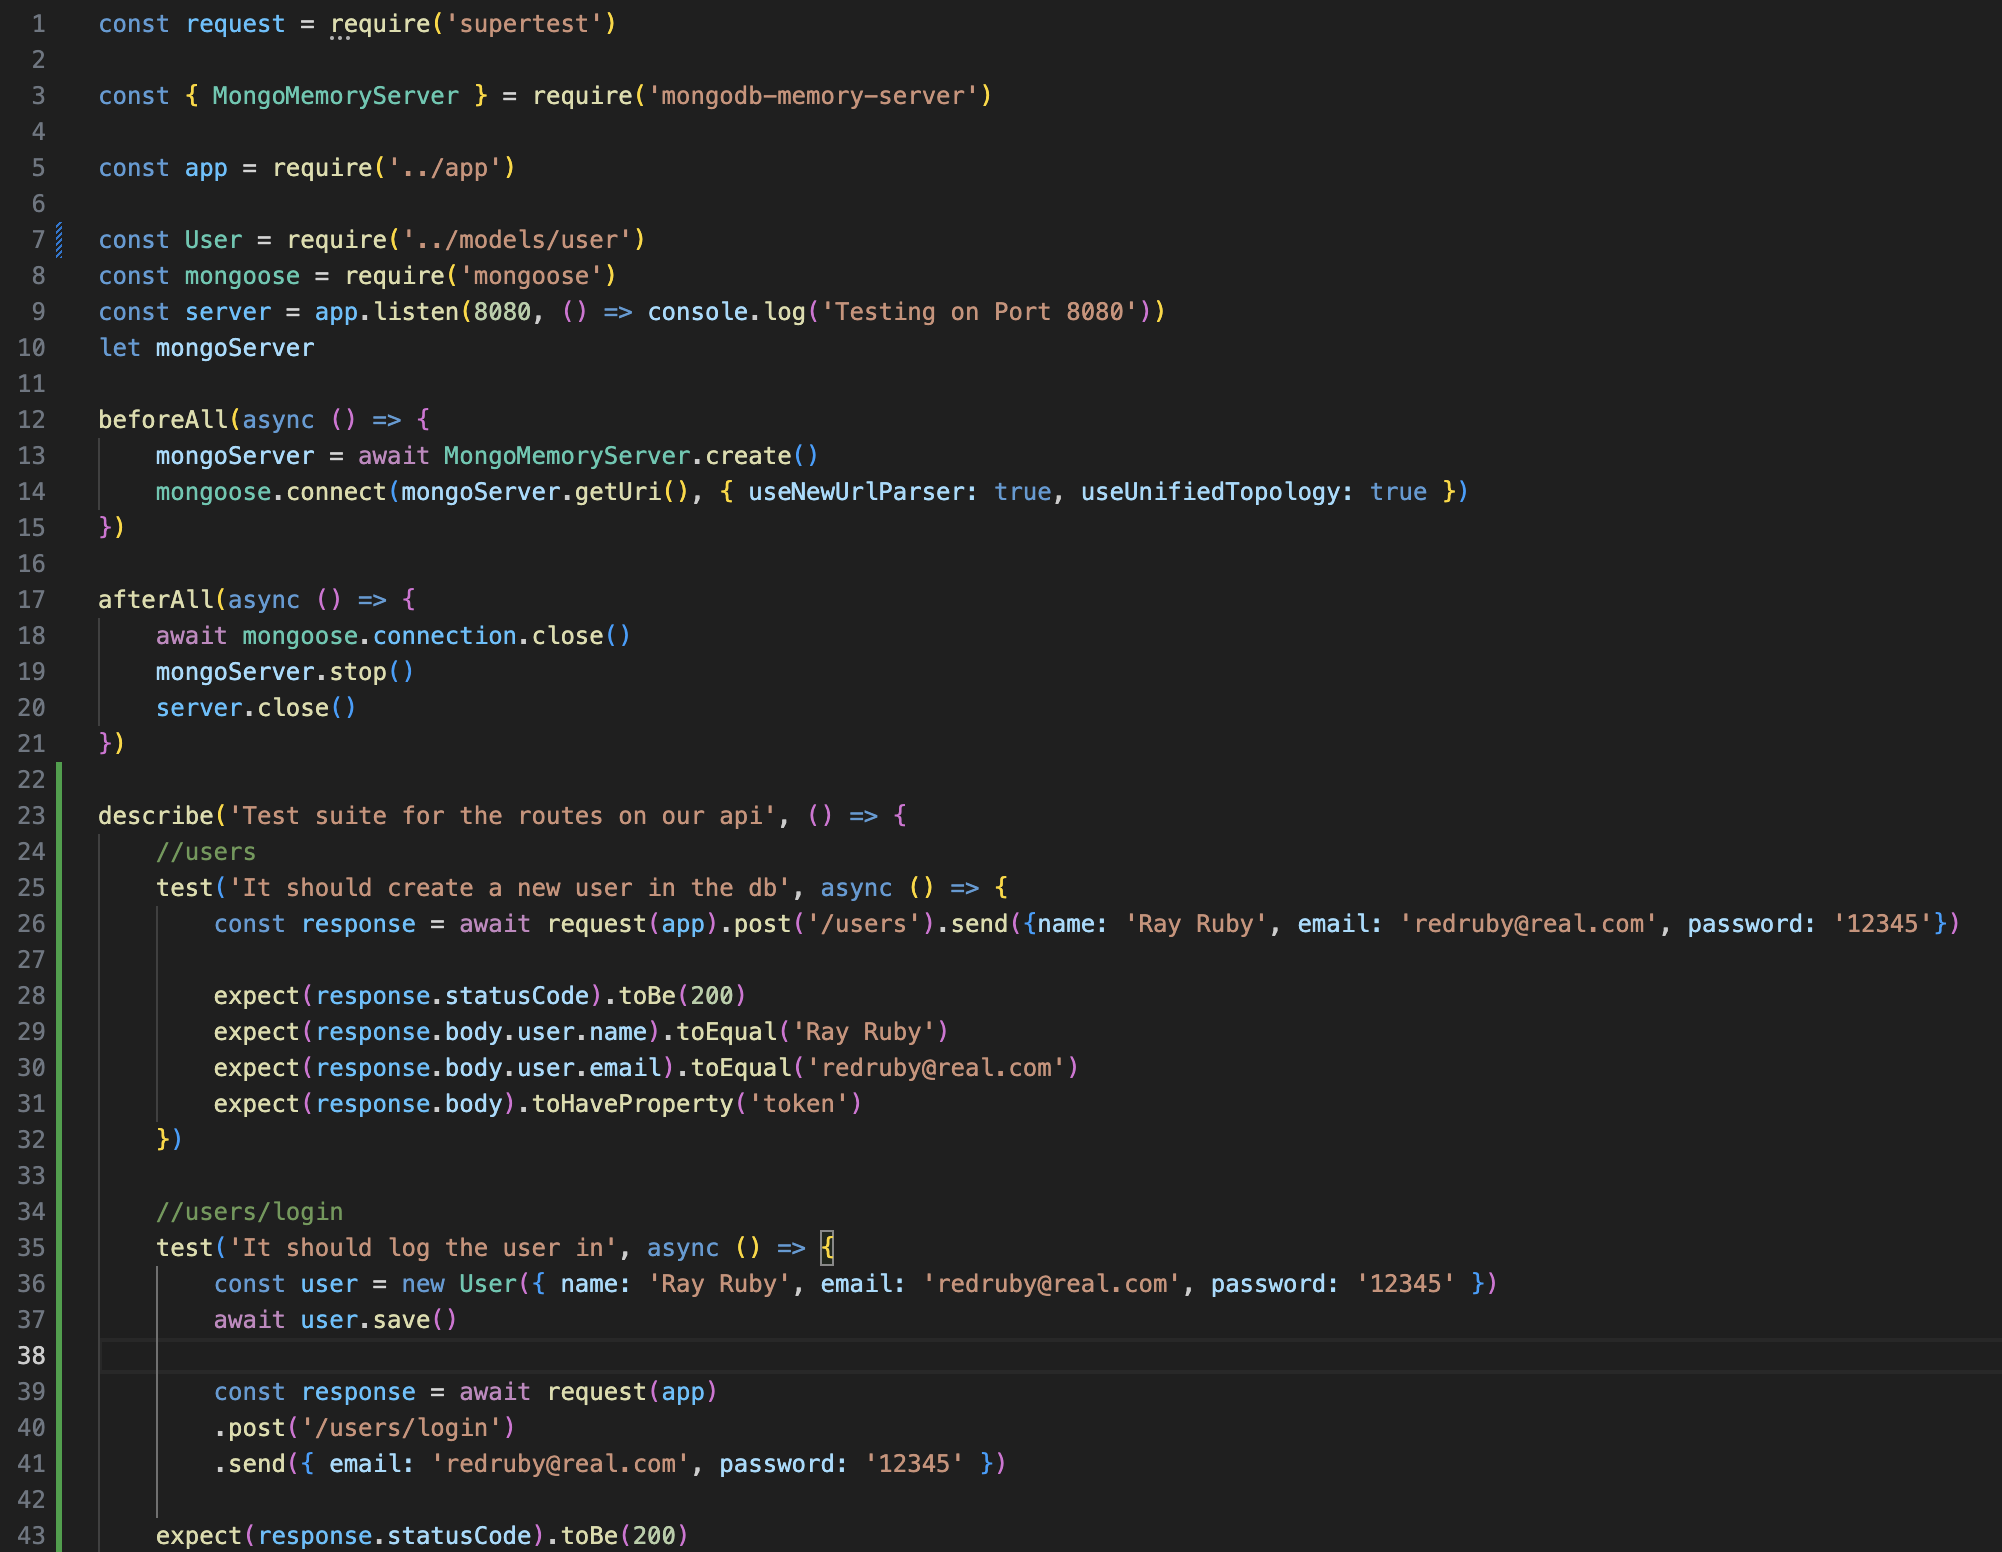 1 const request = require('supertest')
2
3 const { MongoMemoryServer } = require('mongodb-memory-server')
4
5 const app = require('../app')
6
7 const User = require('../models/user')
8 const mongoose = require('mongoose')
9 const server = app.listen(8080, () => console.log('Testing on Port 8080'))
10 let mongoServer
11
12 beforeAll(async () => {
13     mongoServer = await MongoMemoryServer.create()
14     mongoose.connect(mongoServer.getUri(), { useNewUrlParser: true, useUnifiedTopology: true })
15 })
16
17 afterAll(async () => {
18     await mongoose.connection.close()
19     mongoServer.stop()
20     server.close()
21 })
22
23 describe('Test suite for the routes on our api', () => {
24     //users
25     test('It should create a new user in the db', async () => {
26         const response = await request(app).post('/users').send({name: 'Ray Ruby', email: 'redruby@real.com', password: '12345'})
27
28         expect(response.statusCode).toBe(200)
29         expect(response.body.user.name).toEqual('Ray Ruby')
30         expect(response.body.user.email).toEqual('redruby@real.com')
31         expect(response.body).toHaveProperty('token')
32     })
33
34     //users/login
35     test('It should log the user in', async () => {
36         const user = new User({ name: 'Ray Ruby', email: 'redruby@real.com', password: '12345' })
37         await user.save()
38
39         const response = await request(app)
40         .post('/users/login')
41         .send({ email: 'redruby@real.com', password: '12345' })
42
43     expect(response.statusCode).toBe(200)